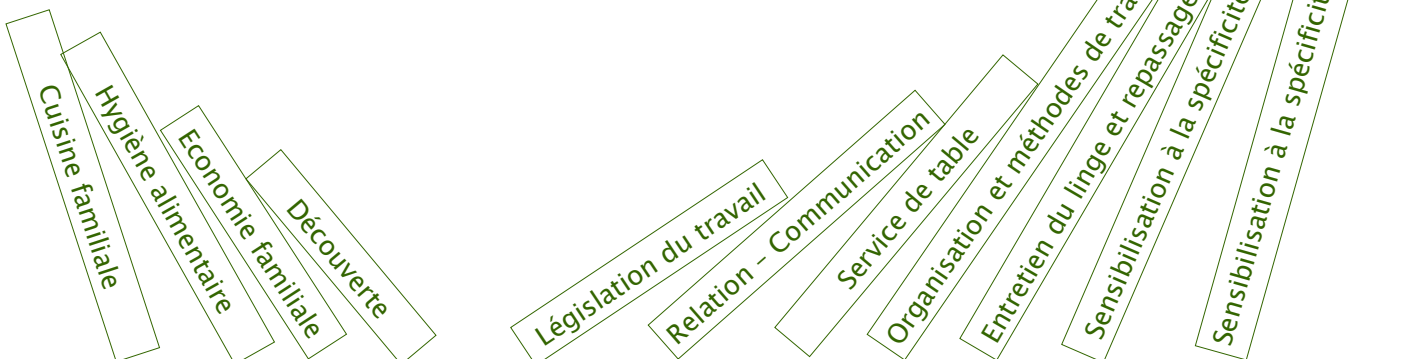 Cuisine familiale
Hygiène alimentaire
Economie familiale
Découverte
Législation du travail
Relation – Communication
Service de table
Organisation et méthodes de
Entretien du linge et repassage
Sensibilisation à la
Sensibilisation à la